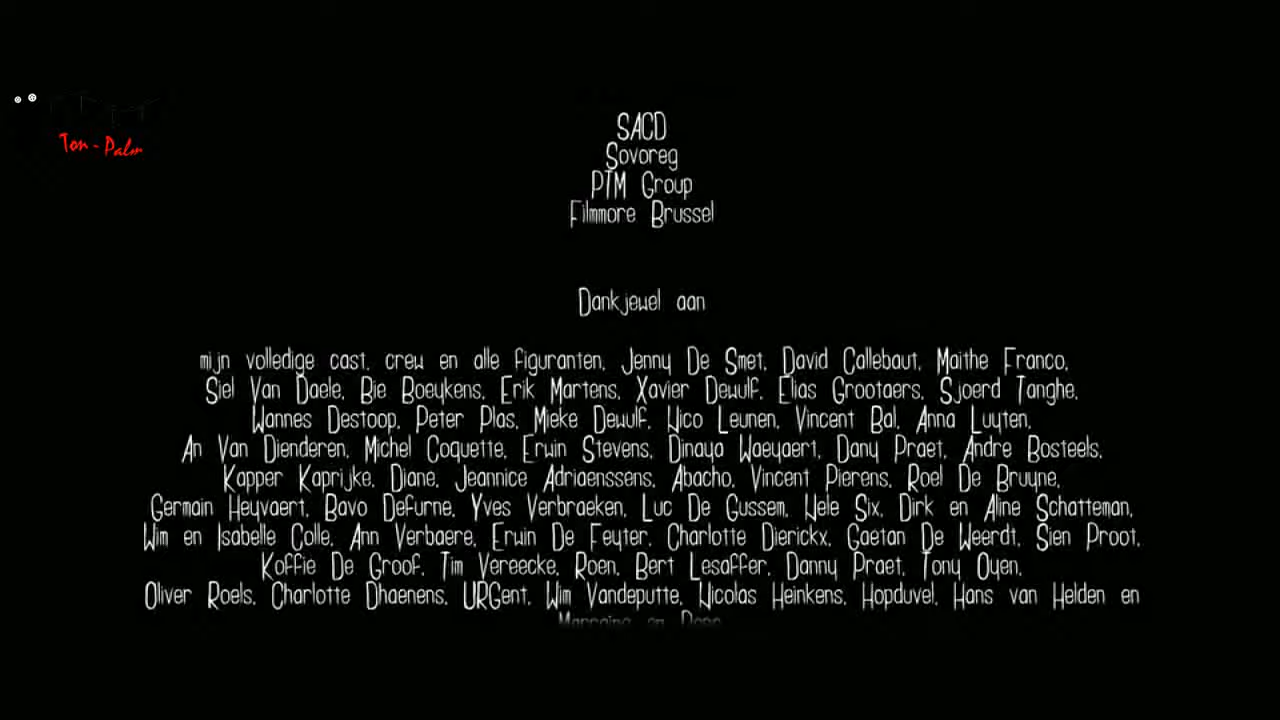 Ton - Palm
SACD
Sovoreg
PTM Group
Filmmore Brussel
Dankjewel aan
mijn volledige cast, crew en alle figuranten, Jenny De Smet, David Callebaut, Maithe Franco,
Siel Van Daele, Bie Boeykens, Erik Martens, Xavier Dewulf, Elias Grootaers, Sjoerd Tanghe,
Wannes Destoop, Peter Plas, Mieke Dewulf, Nico Leunen, Vincent Bal, Anna Luyten,
An Van Dienderen, Michel Coquette, Erwin Stevens, Dinaya Waeyaert, Dany Praet, Andre Bosteels,
Kapper Kaprijke, Diane, Jeannice Adriaenssens, Abacho, Vincent Pierens, Roel De Bruyne,
Germain Heyvaert, Bavo Defurne, Yves Verbraeken, Luc De Gussem, Nele Six, Dirk en Aline Schatteman,
Wim en Isabelle Colle, Ann Verbaere, Erwin De Feyter, Charlotte Dierickx, Gaetan De Weerdt, Sien Proot,
Koffie De Groof, Tim Vereecke, Roen, Bert Lesaffer, Danny Praet, Tony Oyen,
Oliver Roels, Charlotte Dhaenens, URGent, Wim Vandeputte, Nicolas Heinkens, Hopduvel, Hans van Helden en
en